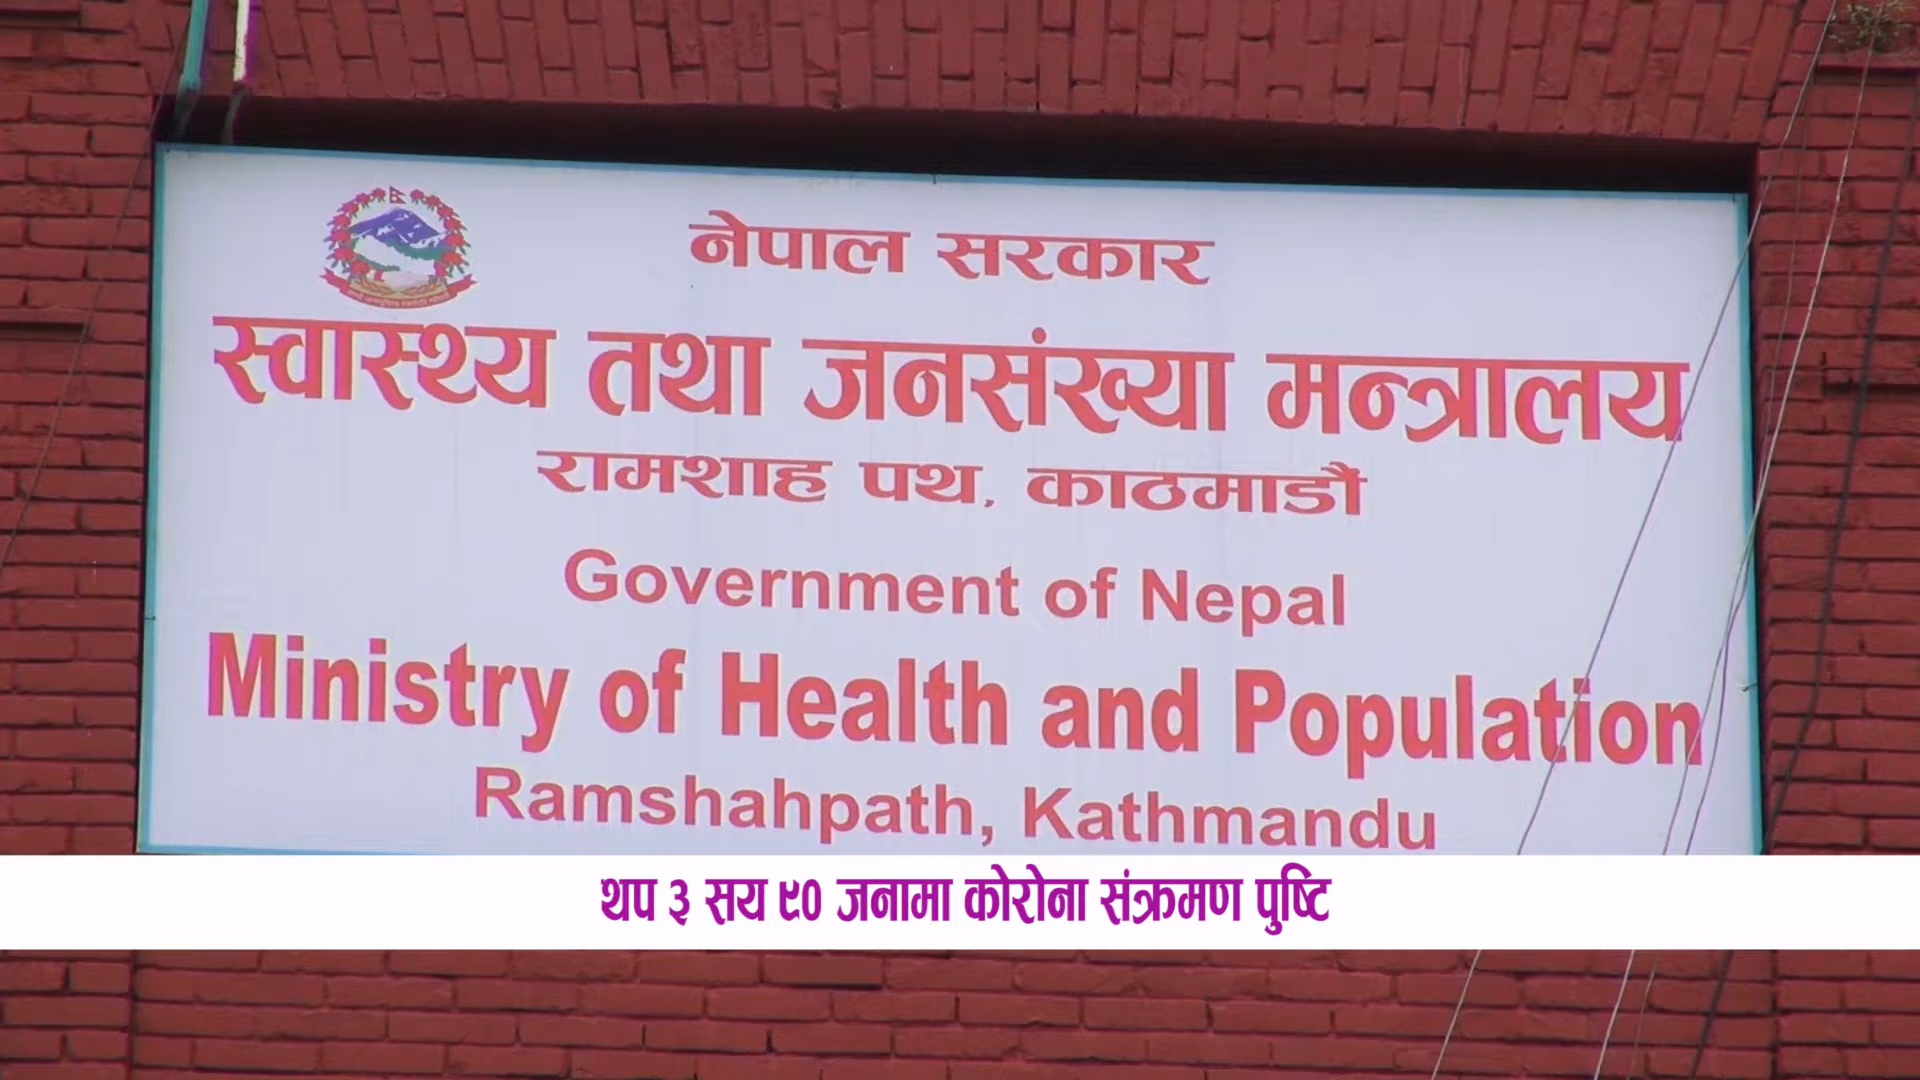 नेपाल सरकार
स्वास्थ्य तथा जनसंख्या मन्त्रालय
रामशाह पथ, काठमाडौं
Government of Nepal
Ministry of Health and Population
Ramshahpath, Kathmandu
थप ३ सय ९० जनामा कोरोना संक्रमण पुष्टि